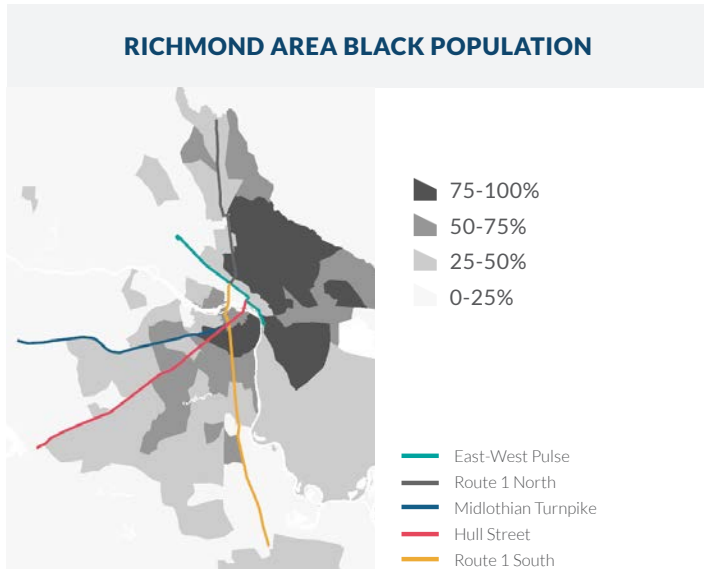 RICHMOND AREA BLACK POPULATION
75-100%
50-75%
25-50%
0-25%
East-West Pulse
Route 1 North
Midlothian Turnpike
Hull Street
Route 1 South